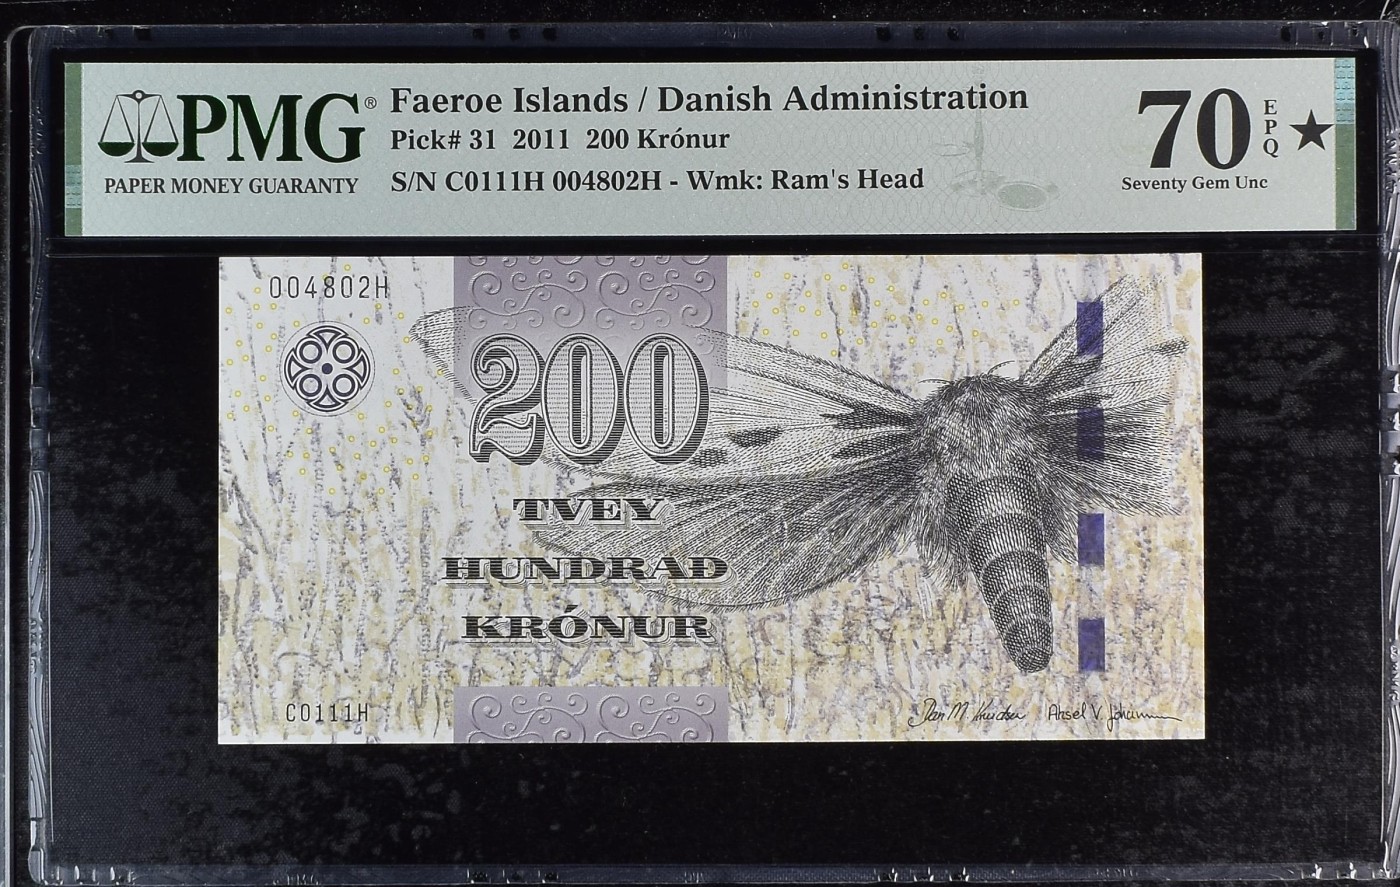 PMG®
PAPER MONEY GUARANTY
Faeroe Islands / Danish Administration
Pick# 31 2011 200 Krónur
S/N C0111H 004802H - Wmk: Ram's Head
70 EPQ ★
Seventy Gem Unc
004802H
200
TVEY
HUNDRAÐ
KRÓNUR
C0111H